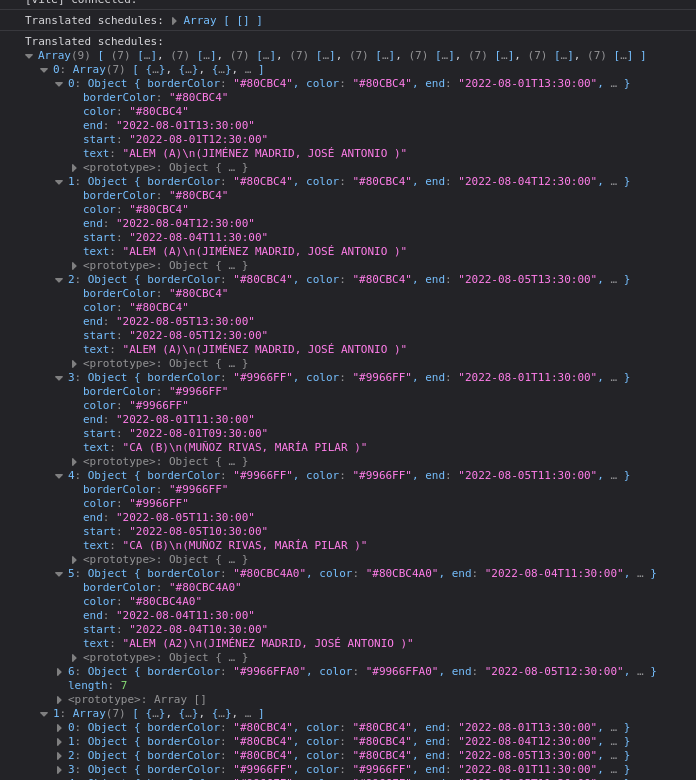 [vite] connected.
Translated schedules: Array [ [] ]
Translated schedules:
Array(9) [ (7) […], (7) […], (7) […], (7) […], (7) […], (7) […], (7) […], (7) […], (7) […] ]
0: Array(7) [ {…}, {…}, {…}, … ]
0: Object { borderColor: "#80CBC4", color: "#80CBC4", end: "2022-08-01T13:30:00", … }
borderColor: "#80CBC4"
color: "#80CBC4"
end: "2022-08-01T13:30:00"
start: "2022-08-01T12:30:00"
text: "ALEM (A)\n(JIMÉNEZ MADRID, JOSÉ ANTONIO )"
<prototype>: Object { … }
1: Object { borderColor: "#80CBC4", color: "#80CBC4", end: "2022-08-04T12:30:00", … }
borderColor: "#80CBC4"
color: "#80CBC4"
end: "2022-08-04T12:30:00"
start: "2022-08-04T11:30:00"
text: "ALEM (A)\n(JIMÉNEZ MADRID, JOSÉ ANTONIO )"
<prototype>: Object { … }
2: Object { borderColor: "#80CBC4", color: "#80CBC4", end: "2022-08-05T13:30:00", … }
borderColor: "#80CBC4"
color: "#80CBC4"
end: "2022-08-05T13:30:00"
start: "2022-08-05T12:30:00"
text: "ALEM (A)\n(JIMÉNEZ MADRID, JOSÉ ANTONIO )"
<prototype>: Object { … }
3: Object { borderColor: "#9966FF", color: "#9966FF", end: "2022-08-01T11:30:00", … }
borderColor: "#9966FF"
color: "#9966FF"
end: "2022-08-01T11:30:00"
start: "2022-08-01T09:30:00"
text: "CA (B)\n(MUÑOZ RIVAS, MARÍA PILAR )"
<prototype>: Object { … }
4: Object { borderColor: "#9966FF", color: "#9966FF", end: "2022-08-05T11:30:00", … }
borderColor: "#9966FF"
color: "#9966FF"
end: "2022-08-05T11:30:00"
start: "2022-08-05T10:30:00"
text: "CA (B)\n(MUÑOZ RIVAS, MARÍA PILAR )"
<prototype>: Object { … }
5: Object { borderColor: "#80CBC4A0", color: "#80CBC4A0", end: "2022-08-04T11:30:00", … }
borderColor: "#80CBC4A0"
color: "#80CBC4A0"
end: "2022-08-04T11:30:00"
start: "2022-08-04T10:30:00"
text: "ALEM (A2)\n(JIMÉNEZ MADRID, JOSÉ ANTONIO )"
<prototype>: Object { … }
6: Object { borderColor: "#9966FFA0", color: "#9966FFA0", end: "2022-08-05T12:30:00", … }
length: 7
<prototype>: Array []
1: Array(7) [ {…}, {…}, {…}, … ]
0: Object { borderColor: "#80CBC4", color: "#80CBC4", end: "2022-08-01T13:30:00", … }
1: Object { borderColor: "#80CBC4", color: "#80CBC4", end: "2022-08-04T12:30:00", … }
2: Object { borderColor: "#80CBC4", color: "#80CBC4", end: "2022-08-05T13:30:00", … }
3: Object { borderColor: "#9966FF", color: "#9966FF", end: "2022-08-01T11:30:00", … }